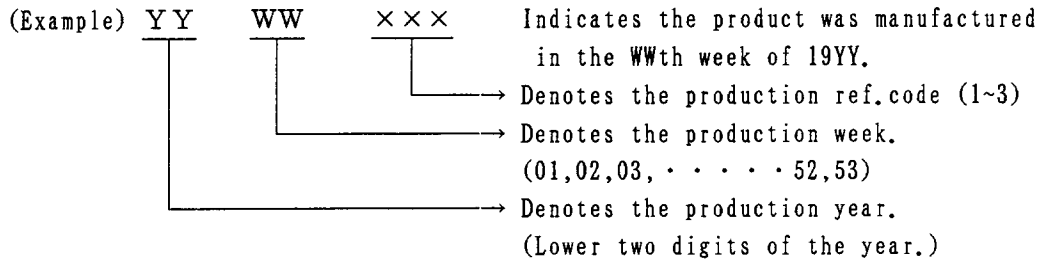 (Example) YY WW ××× Indicates the product was manufactured
in the WWth week of 19YY.
Denotes the production ref.code (1~3)
Denotes the production week.
(01,02,03, · · · · · 52,53)
Denotes the production year.
(Lower two digits of the year.)